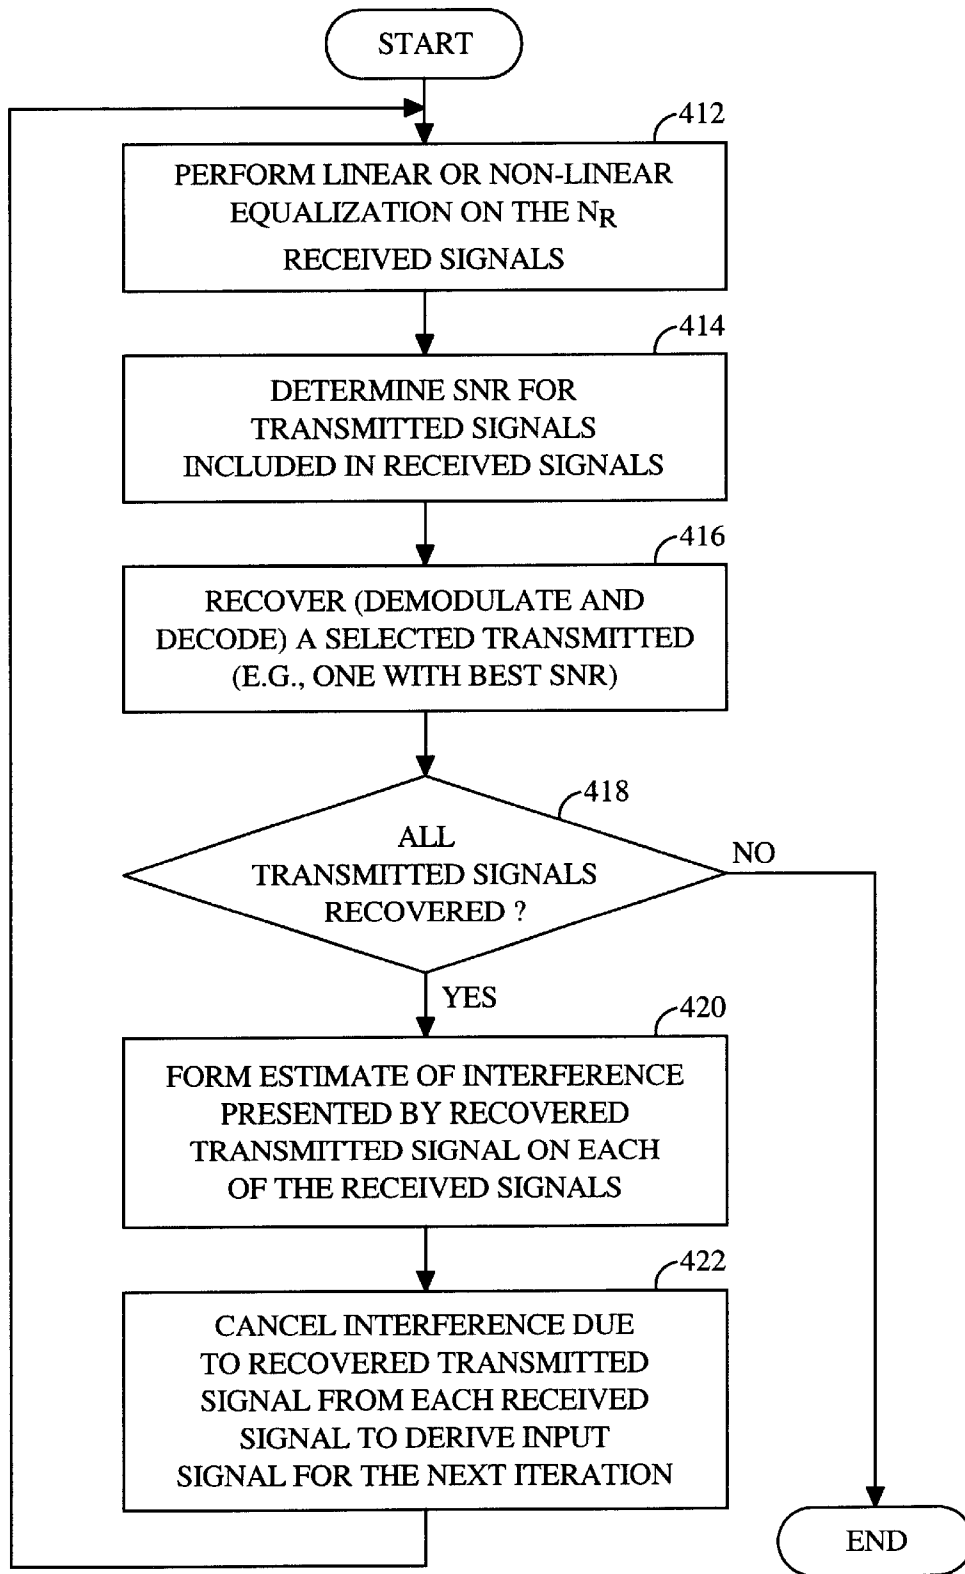 START
412
PERFORM LINEAR OR NON-LINEAR
EQUALIZATION ON THE NR
RECEIVED SIGNALS
414
DETERMINE SNR FOR
TRANSMITTED SIGNALS
INCLUDED IN RECEIVED SIGNALS
416
RECOVER (DEMODULATE AND
DECODE) A SELECTED TRANSMITTED
(E.G., ONE WITH BEST SNR)
418
ALL
TRANSMITTED SIGNALS
RECOVERED ?
NO
YES
420
FORM ESTIMATE OF INTERFERENCE
PRESENTED BY RECOVERED
TRANSMITTED SIGNAL ON EACH
OF THE RECEIVED SIGNALS
422
CANCEL INTERFERENCE DUE
TO RECOVERED TRANSMITTED
SIGNAL FROM EACH RECEIVED
SIGNAL TO DERIVE INPUT
SIGNAL FOR THE NEXT ITERATION
END